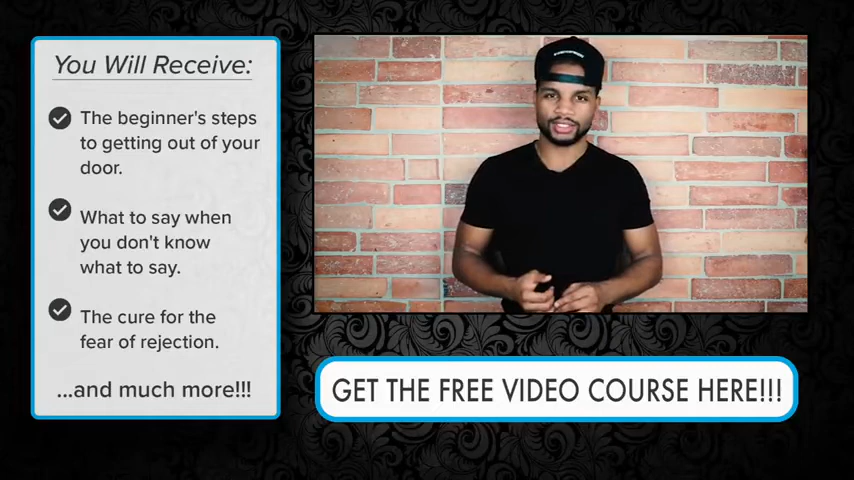 You Will Receive:
The beginner's steps
to getting out of your
door.
What to say when
you don't know
what to say.
The cure for the
fear of rejection.
...and much more!!!
GET THE FREE VIDEO COURSE HERE!!!